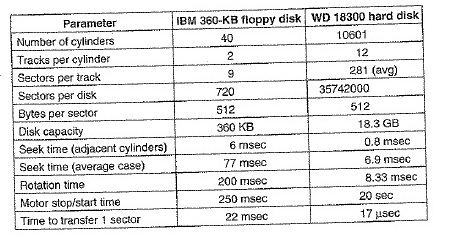 Parameter IBM 360-KB floppy disk WD 18300 hard disk
Number of cylinders 40 10601
Tracks per cylinder 2 12
Sectors per track 9 281 (avg)
Sectors per disk 720 35742000
Bytes per sector 512 512
Disk capacity 360 KB 18.3 GB
Seek time (adjacent cylinders) 6 msec 0.8 msec
Seek time (average case) 77 msec 6.9 msec
Rotation time 200 msec 8.33 msec
Motor stop/start time 250 msec 20 sec
Time to transfer 1 sector 22 msec 17 μsec